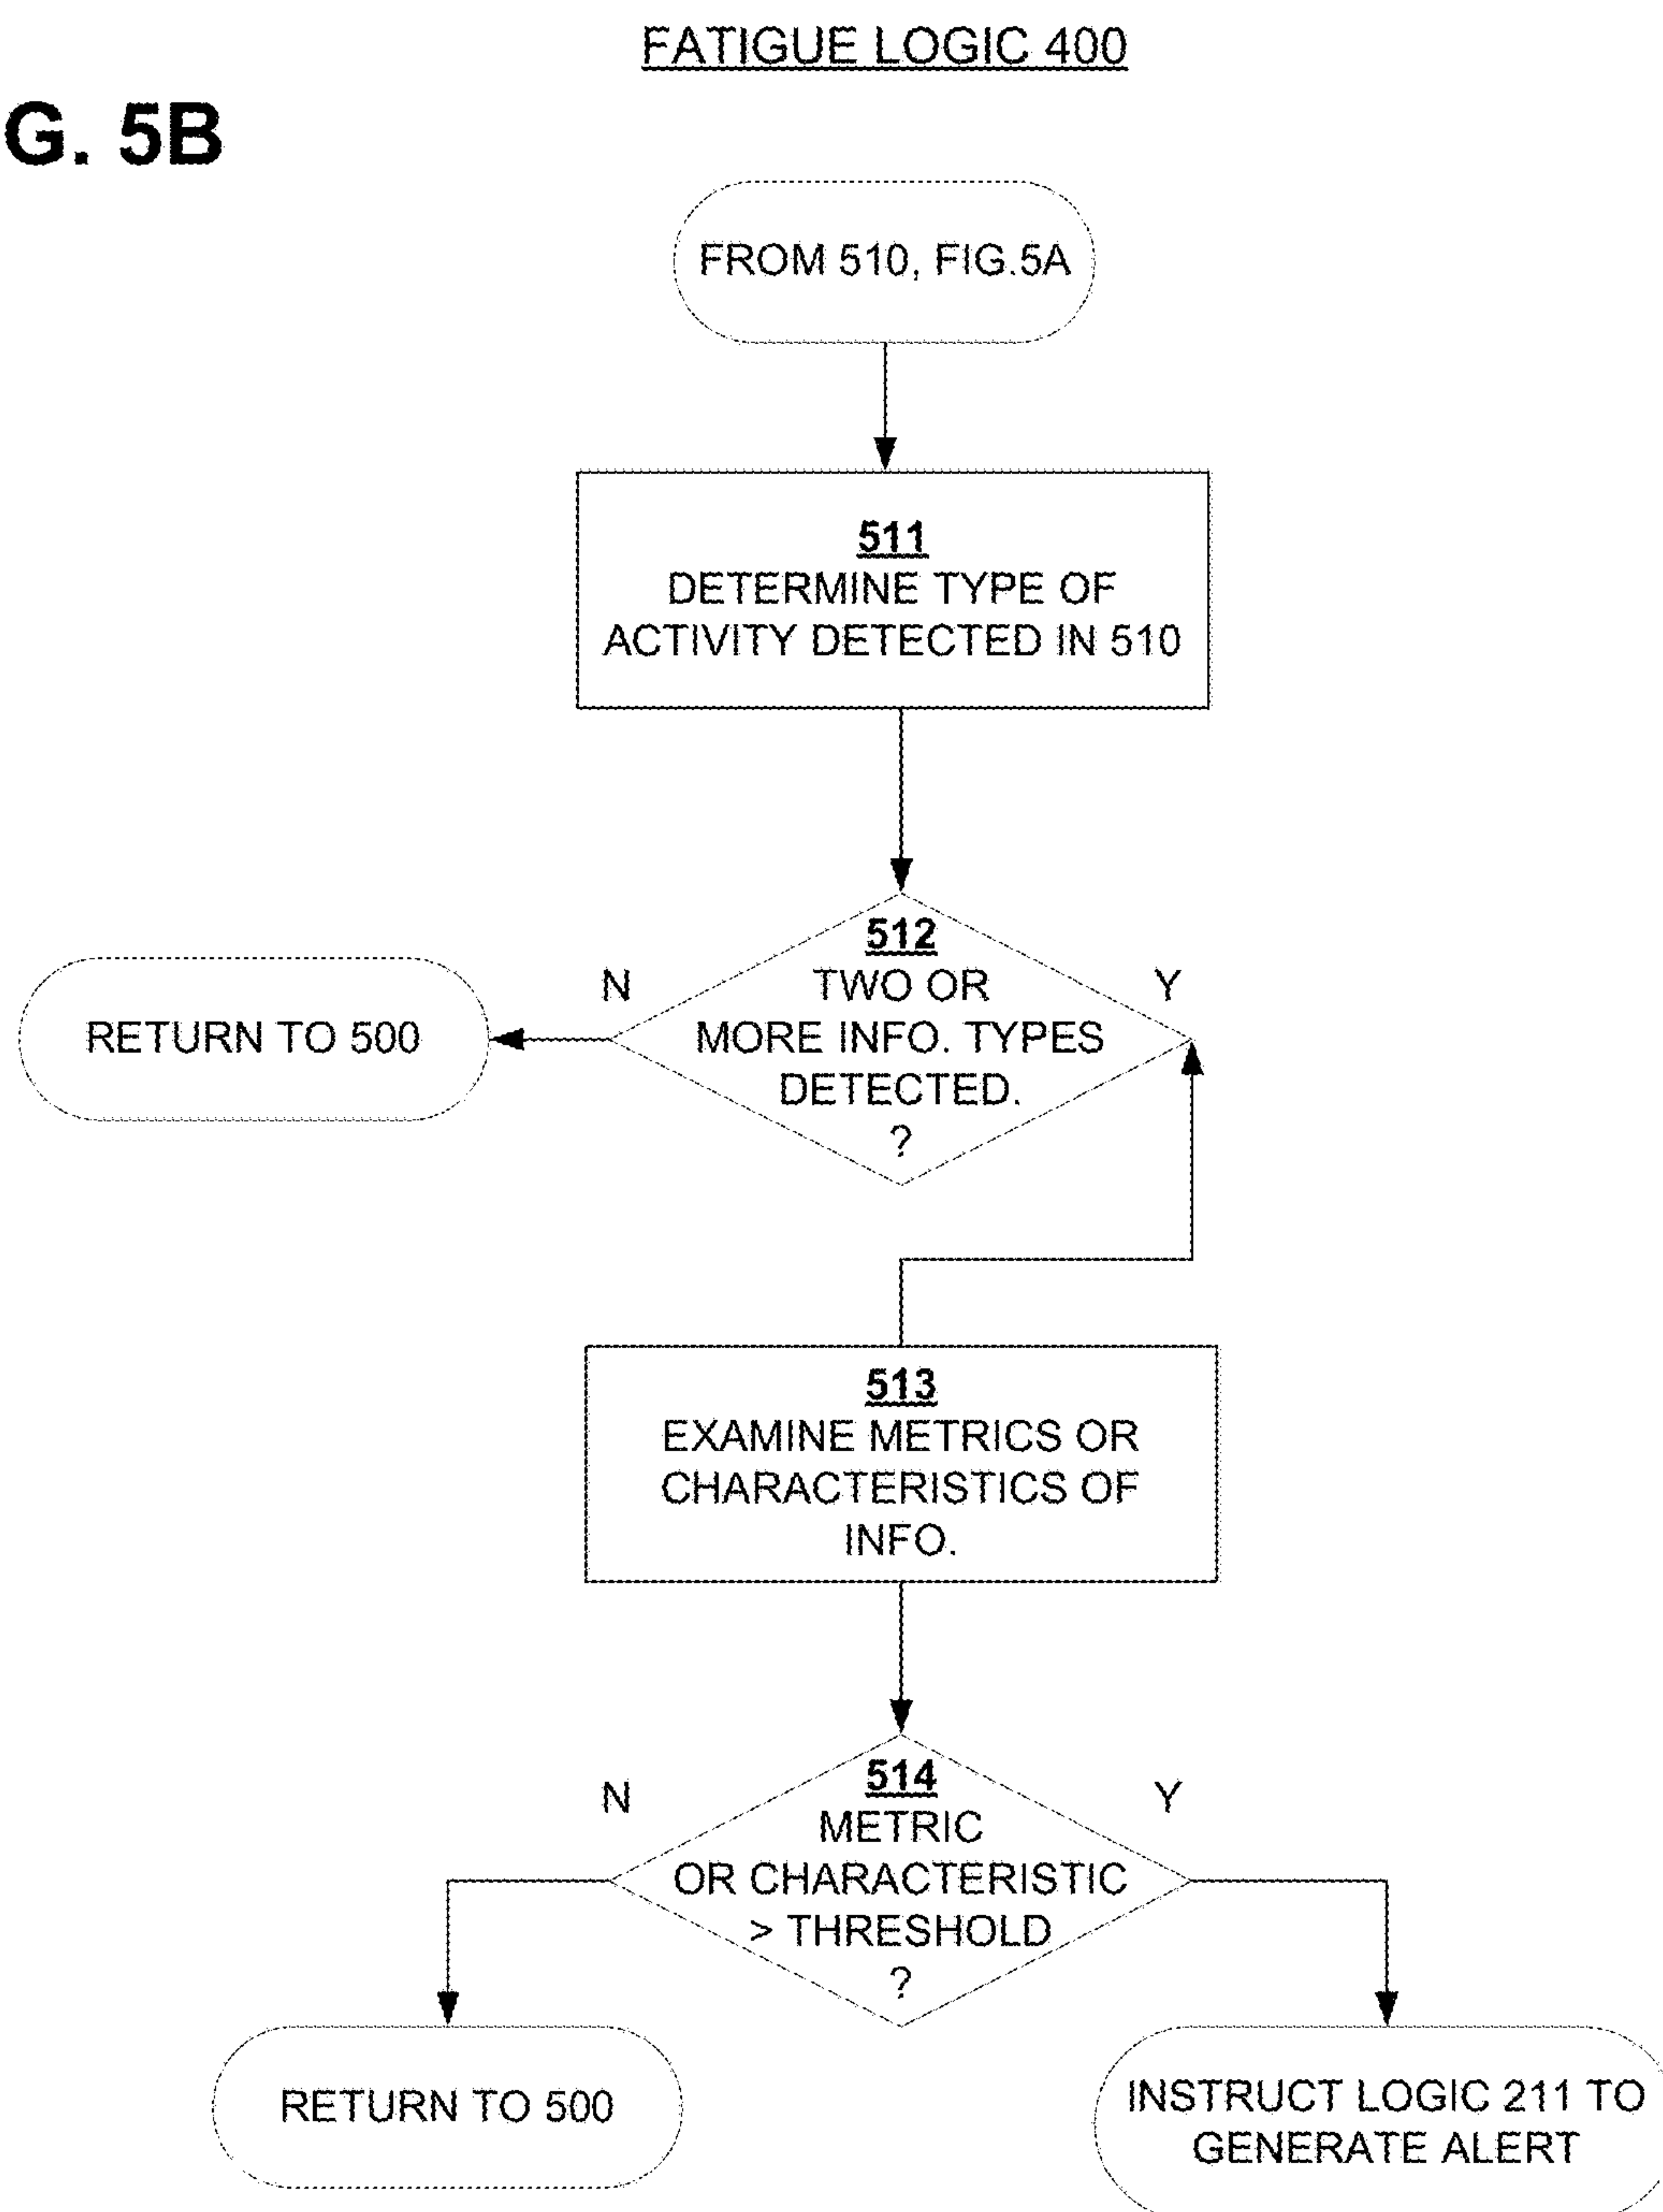 FATIGUE LOGIC 400
G. 5B
FROM 510, FIG.5A
511
DETERMINE TYPE OF
ACTIVITY DETECTED IN 510
512
TWO OR
MORE INFO. TYPES
DETECTED.
?
N
Y
RETURN TO 500
513
EXAMINE METRICS OR
CHARACTERISTICS OF
INFO.
514
METRIC
OR CHARACTERISTIC
> THRESHOLD
?
N
Y
RETURN TO 500
INSTRUCT LOGIC 211 TO
GENERATE ALERT